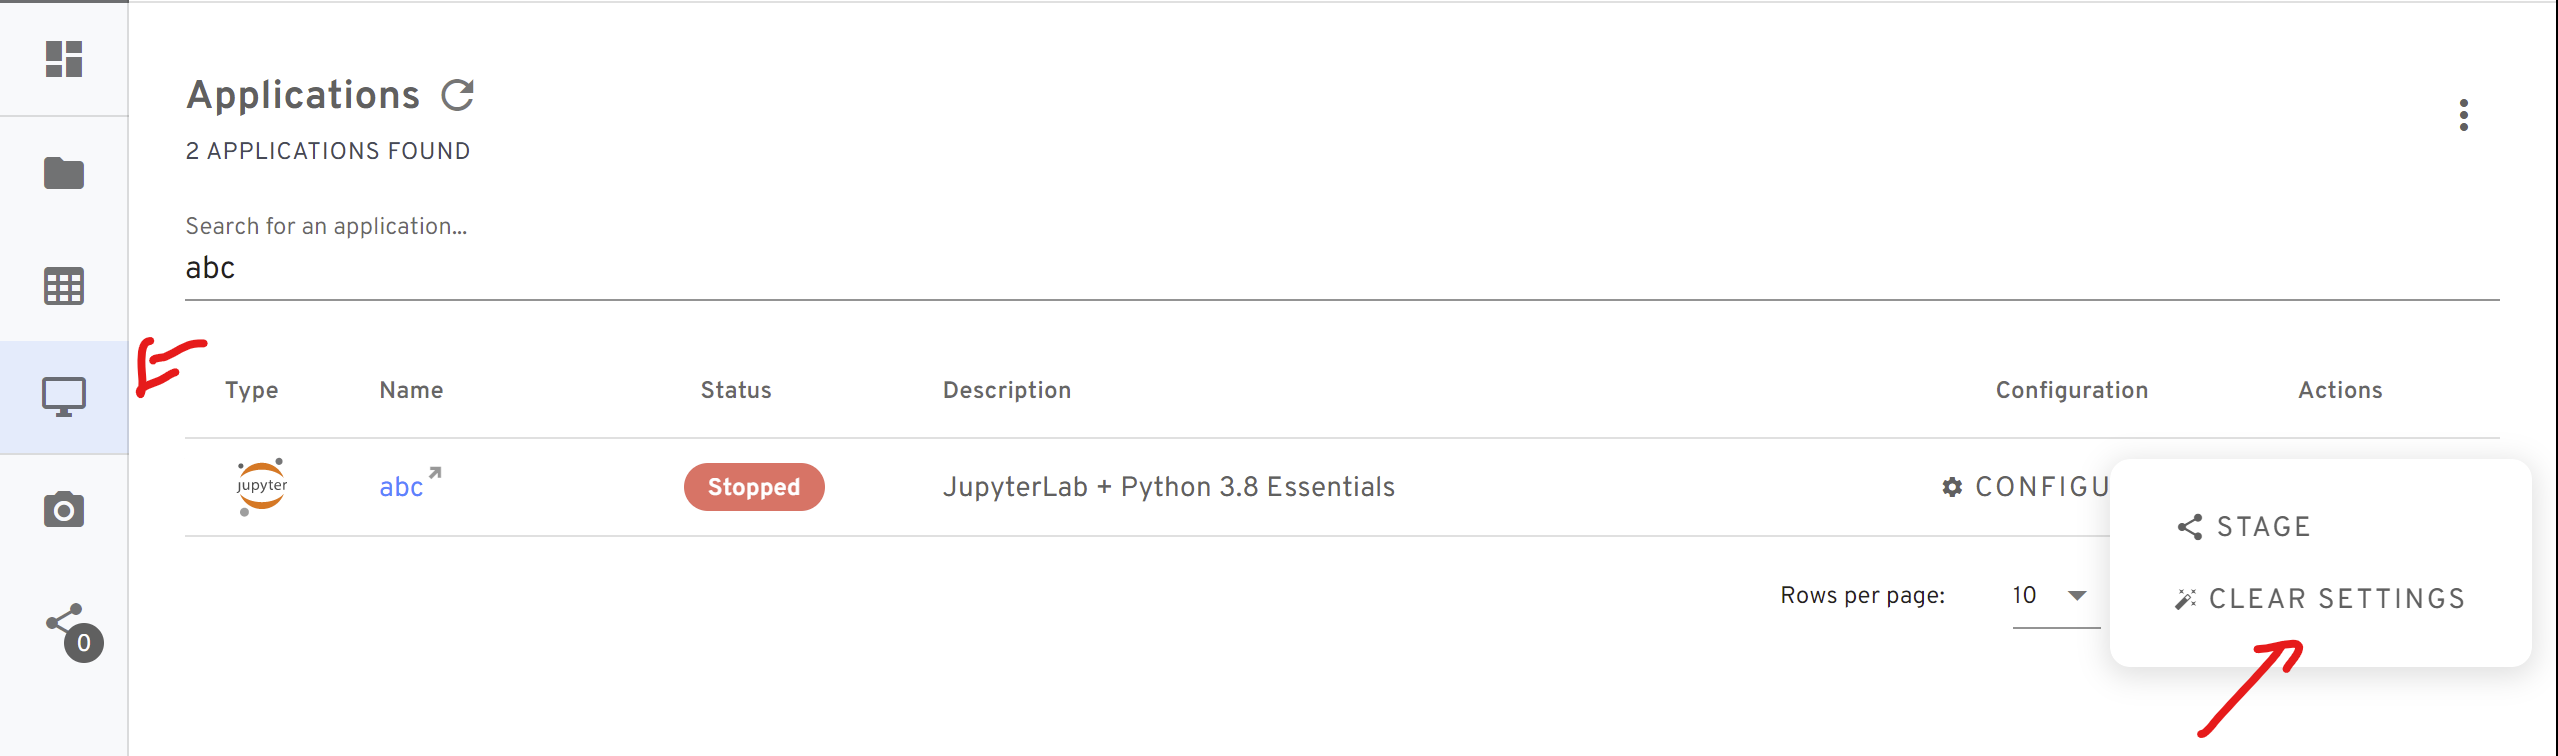 Applications
2 APPLICATIONS FOUND
Search for an application...
abc
Type Name Status Description Configuration Actions
jupyter abc Stopped JupyterLab + Python 3.8 Essentials CONFIGU
STAGE
CLEAR SETTINGS
Rows per page: 10
0